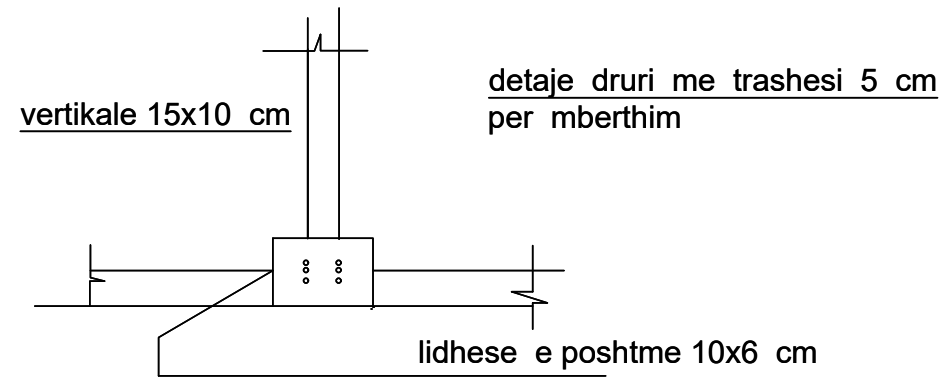 detaje druri me trashesi 5 cm
per mberthim
vertikale 15x10 cm
lidhese e poshtme 10x6 cm